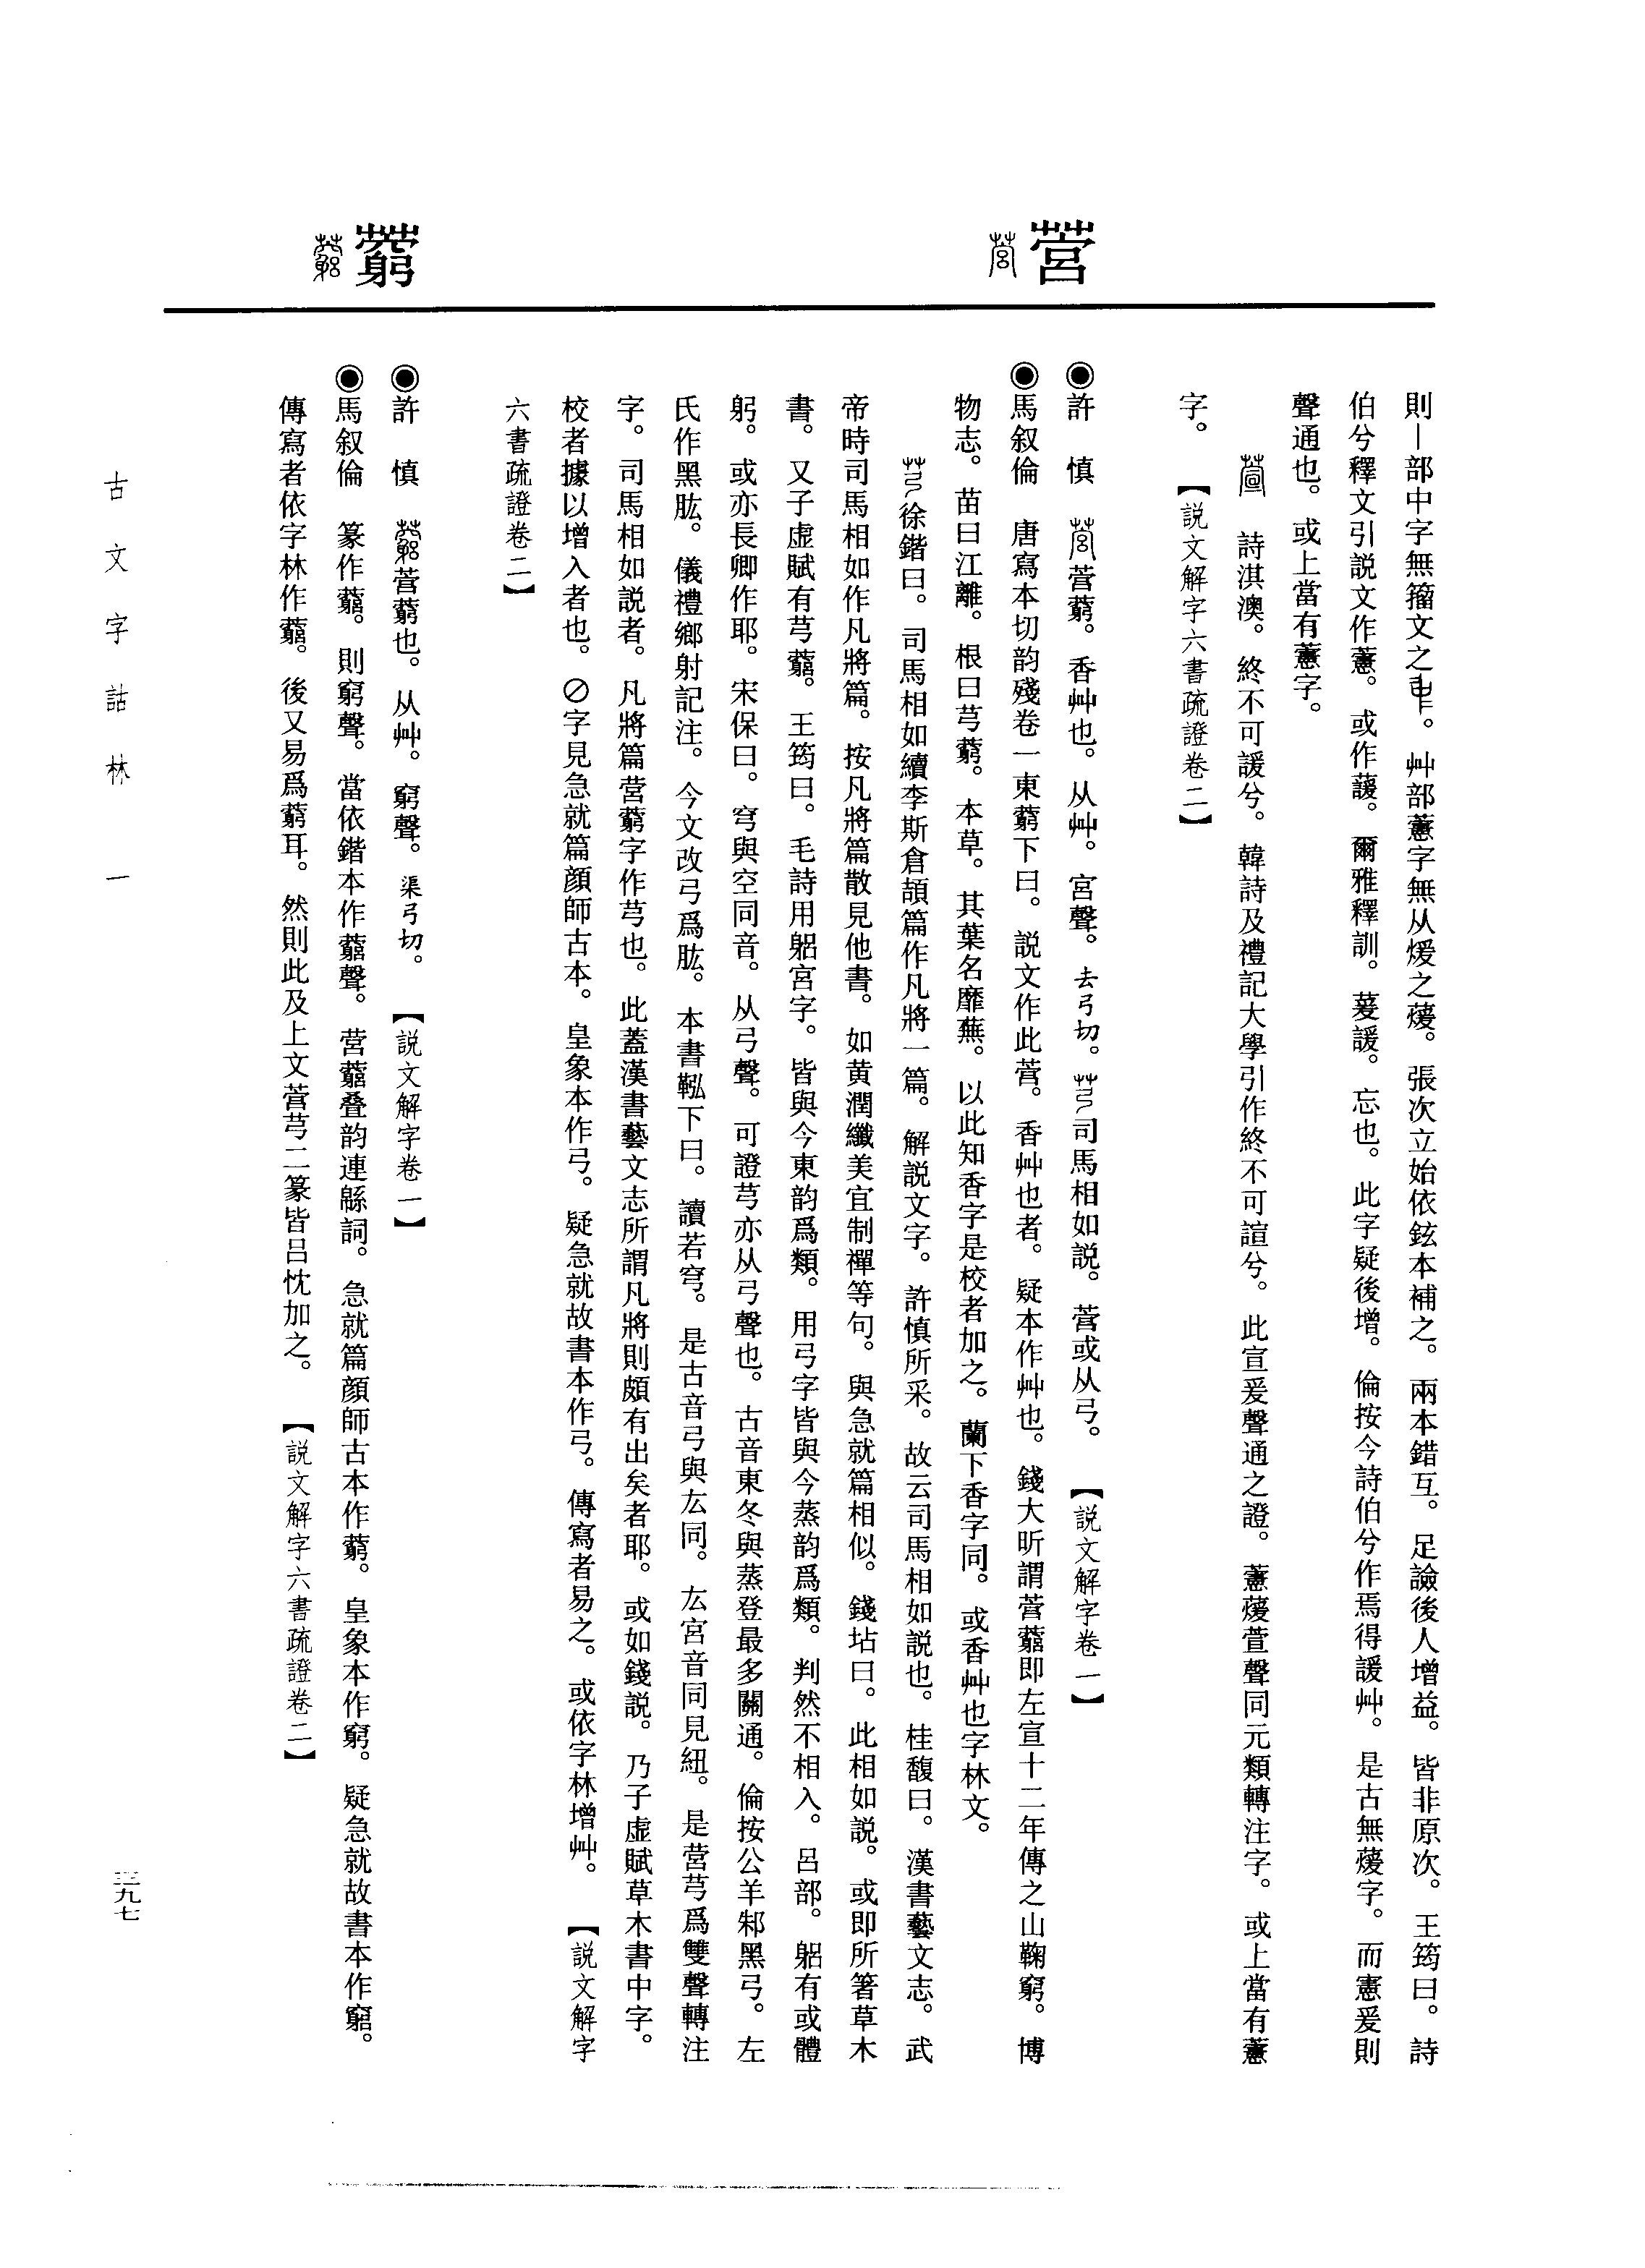 則丨部中字無籀文之。艸部藼字無从煖之蕿。張次立始依鉉本補之。兩本錯互。足譣後人增益。皆非原次。王筠曰。詩
伯兮釋文引説文作藼。或作蘐。爾雅釋訓。萲諼。忘也。此字疑後增。倫按今詩伯兮作焉得諼艸。是古無蕿字。而憲爰則
聲通也。或上當有藼字。
詩淇澳。終不可諼兮。韓詩及禮記大學引作終不可諠兮。此宣爰聲通之證。藼蕿萱聲同元類轉注字。或上當有藼
字。 【説文解字六書疏證卷二】
营
◉許 慎 营藭。香艸也。从艸。宮聲。去弓切。司馬相如説。营或从弓。 【説文解字卷一】
◉馬叙倫 唐寫本切韵殘卷一東藭下曰。説文作此营。香艸也者。疑本作艸也。錢大昕謂营藭即左宣十二年傳之山鞠窮。博
物志。苗曰江離。根曰芎藭。本草。其葉名蘼蕪。以此知香字是校者加之。蘭下香字同。或香艸也字林文。
徐鍇曰。司馬相如續李斯倉頡篇作凡將一篇。解説文字。許慎所采。故云司馬相如説也。桂馥曰。漢書藝文志。武
帝時司馬相如作凡將篇。按凡將篇散見他書。如黃潤纖美宜制襌等句。與急就篇相似。錢坫曰。此相如説。或即所箸草木
書。又子虛賦有芎藭。王筠曰。毛詩用躳宮字。皆與今東韵爲類。用弓字皆與今蒸韵爲類。判然不相入。呂部。躳有或體
躬。或亦長卿作耶。宋保曰。穹與空同音。从弓聲。可證芎亦从弓聲也。古音東冬與蒸登最多關通。倫按公羊邾黑弓。左
氏作黑肱。儀禮鄉射記注。今文改弓爲肱。本書鞃下曰。讀若穹。是古音弓與厷同。厷宮音同見紐。是营芎爲雙聲轉注
字。司馬相如説者。凡將篇营藭字作芎也。此蓋漢書藝文志所謂凡將則頗有出矣者耶。或如錢説。乃子虛賦草木書中字。
校者據以增入者也。〇字見急就篇顏師古本。皇象本作弓。疑急就故書本作弓。傳寫者易之。或依字林增艸。 【説文解字
六書疏證卷二】
藭
◉許 慎 营藭也。从艸。窮聲。渠弓切。 【説文解字卷一】
◉馬叙倫 篆作藭。則窮聲。當依鍇本作竆聲。营藭叠韵連緜詞。急就篇顏師古本作藭。皇象本作窮。疑急就故書本作竆。
傳寫者依字林作藭。後又易爲藭耳。然則此及上文营芎二篆皆呂忱加之。 【説文解字六書疏證卷二】
古文字詁林 一
三九七